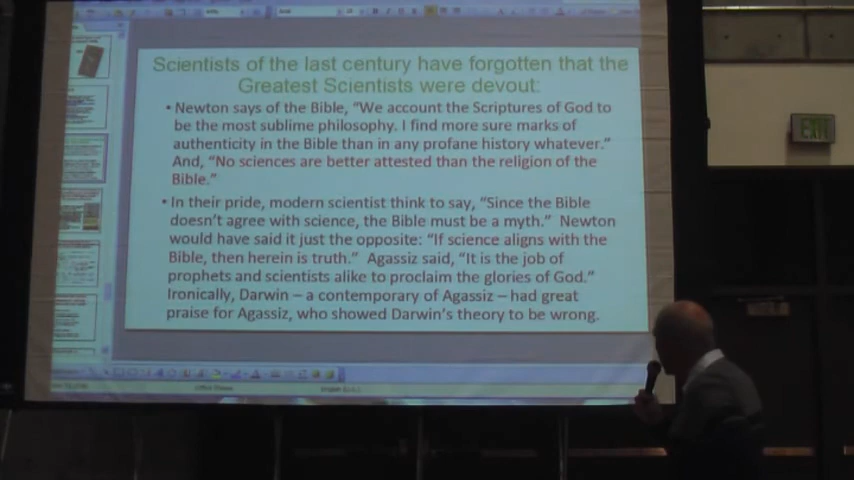 Arial
Scientists of the last century have forgotten that the
Greatest Scientists were devout:
• Newton says of the Bible, “We account the Scriptures of God to
be the most sublime philosophy. I find more sure marks of
authenticity in the Bible than in any profane history whatever.”
And, “No sciences are better attested than the religion of the
Bible.”
• In their pride, modern scientist think to say, “Since the Bible
doesn’t agree with science, the Bible must be a myth.” Newton
would have said it just the opposite: “If science aligns with the
Bible, then herein is truth.” Agassiz said, “It is the job of
prophets and scientists alike to proclaim the glories of God.”
Ironically, Darwin – a contemporary of Agassiz – had great
praise for Agassiz, who showed Darwin’s theory to be wrong.
Office Theme
EXIT